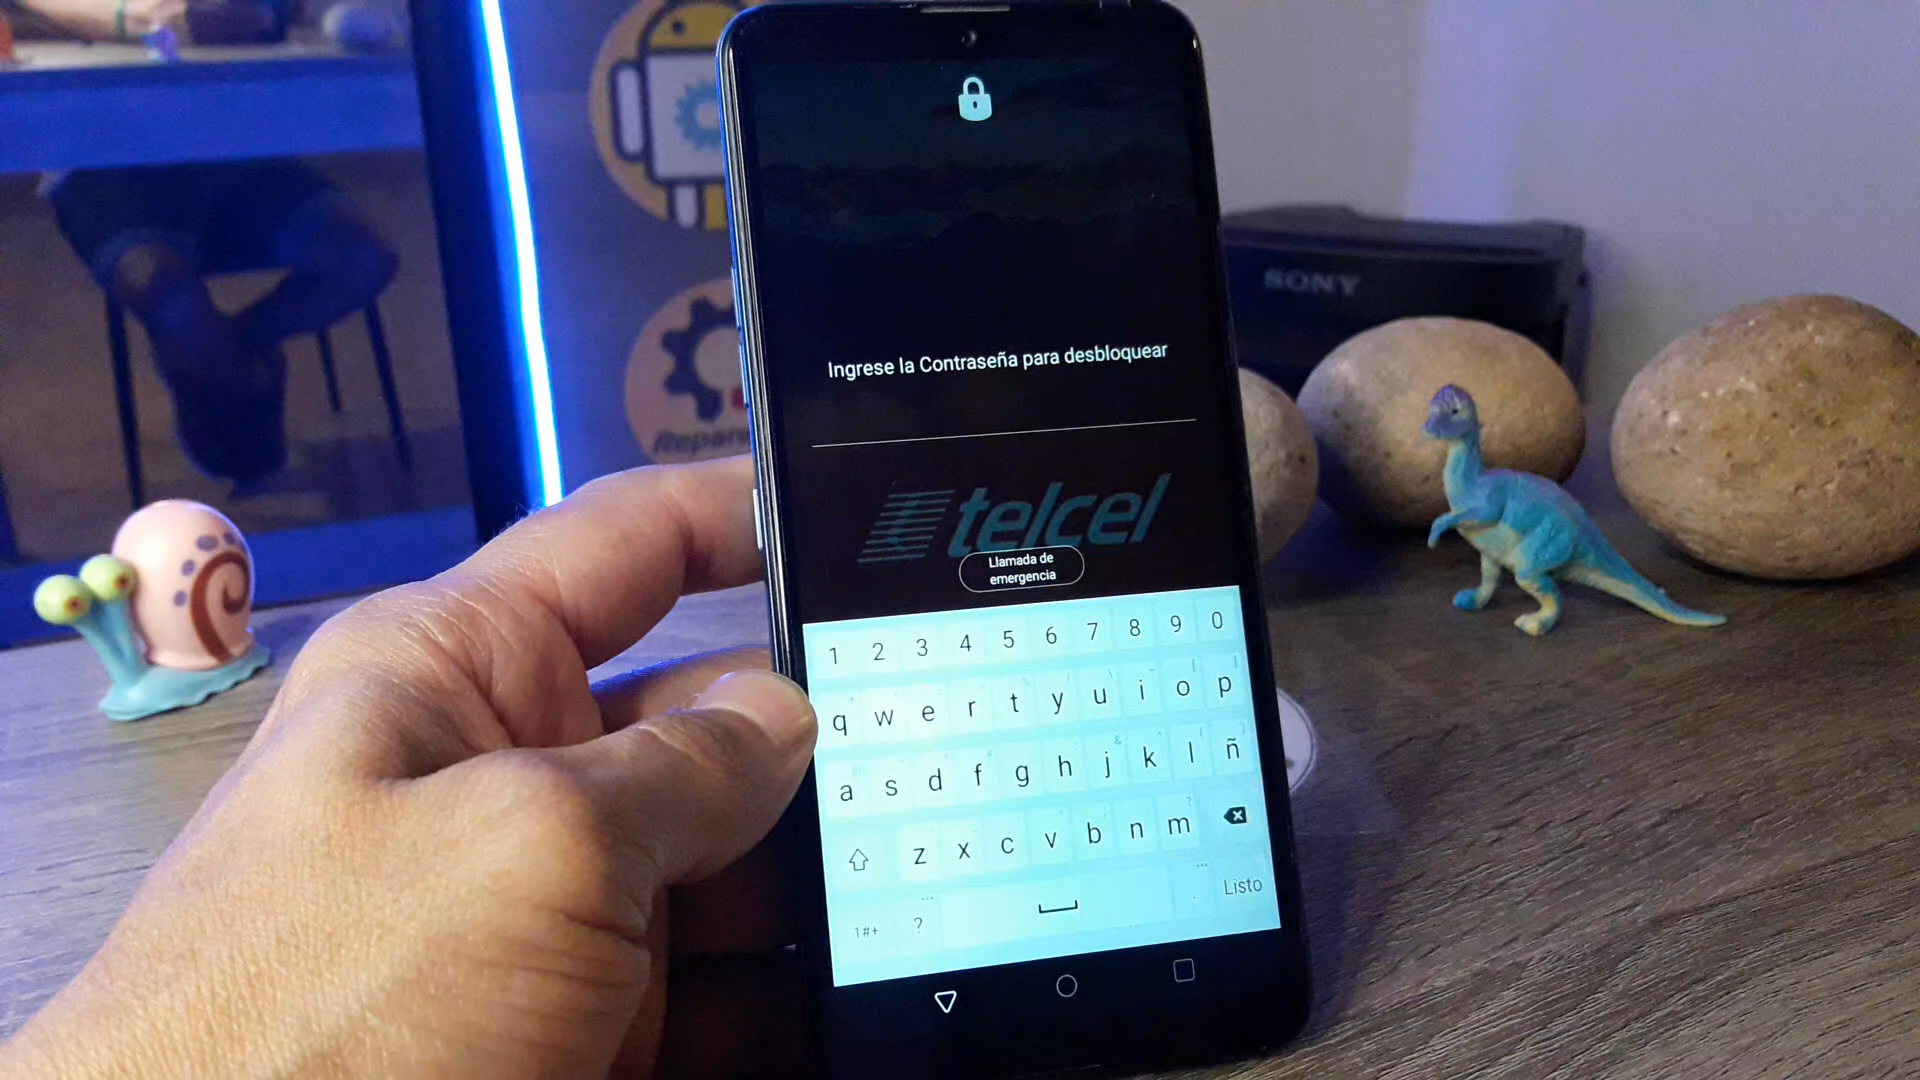 SONY
Ingrese la Contraseña para desbloquear
telcel
Llamada de
emergencia
1 2 3 4 5 6 7 8 9 0
q w e r t y u i o p
a s d f g h j k l ñ
z x c v b n m
1#+ ? . Listo